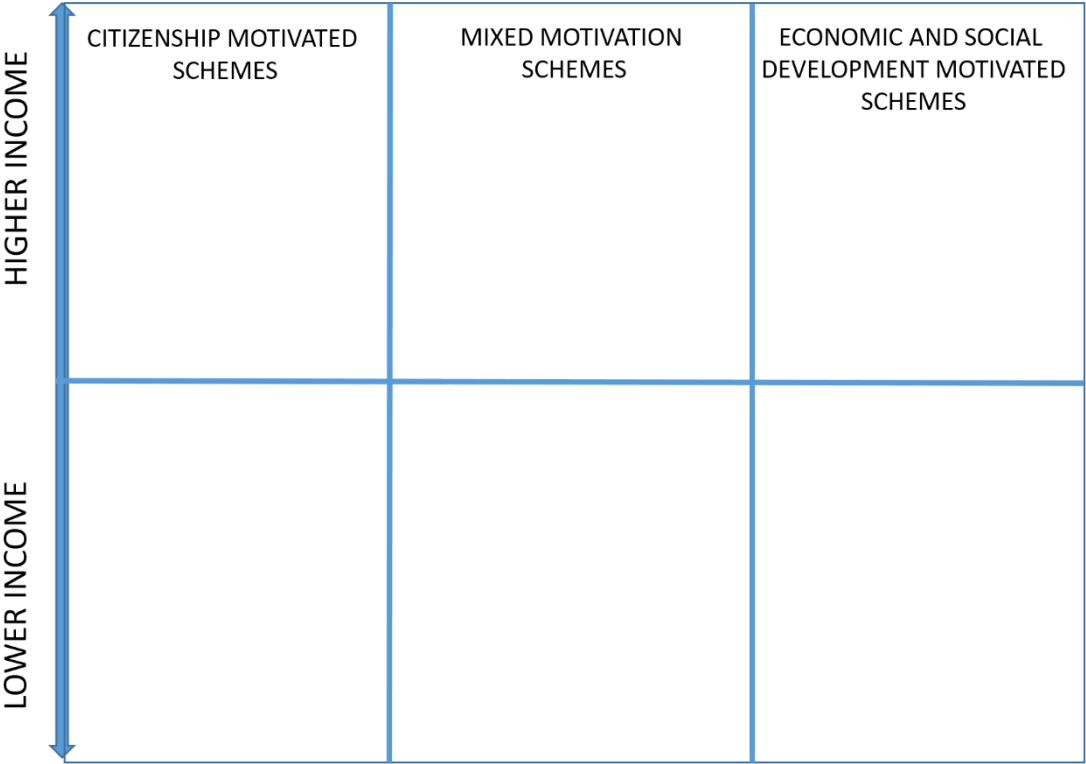 CITIZENSHIP MOTIVATED
SCHEMES
MIXED MOTIVATION
SCHEMES
ECONOMIC AND SOCIAL
DEVELOPMENT MOTIVATED
SCHEMES
HIGHER INCOME
LOWER INCOME